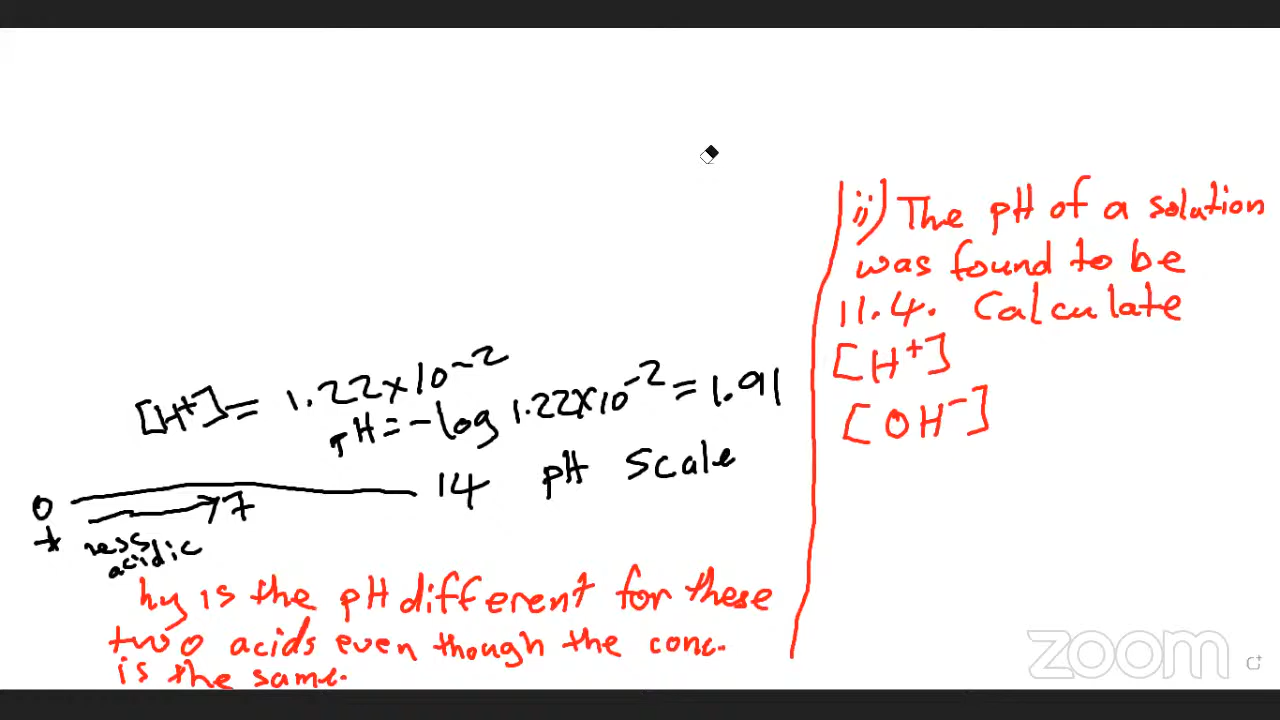 [H+]= 1.22x10-2
pH=-log 1.22x10-2=1.91
0 7 14 pH scale
acidic
hy is the pH different for these
two acids even though the conc.
is the same.
ii) The pH of a solution
was found to be
11.4. Calculate
[H+]
[OH-]
zoom